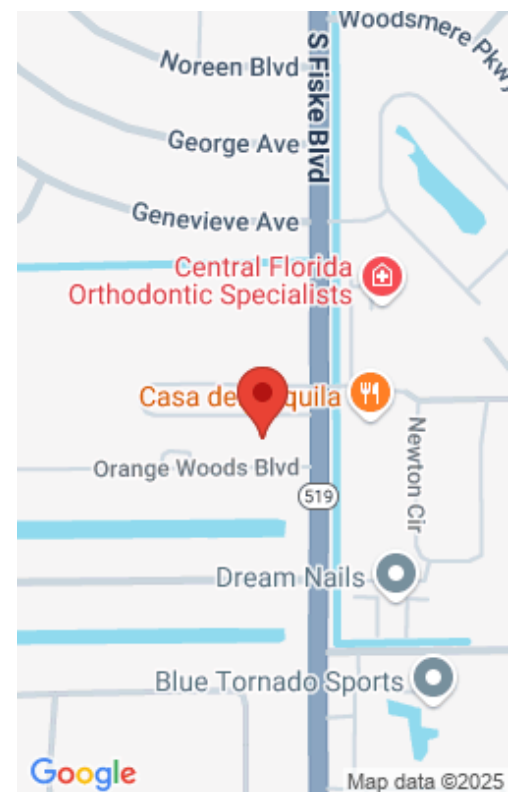 Woodsmere Pkwy
Noreen Blvd
S Fiske Blvd
George Ave
Genevieve Ave
Central Florida
Orthodontic Specialists
Casa de
quila
Newton Cir
Orange Woods Blvd
519
Dream Nails
Blue Tornado Sports
Google
Map data ©2025